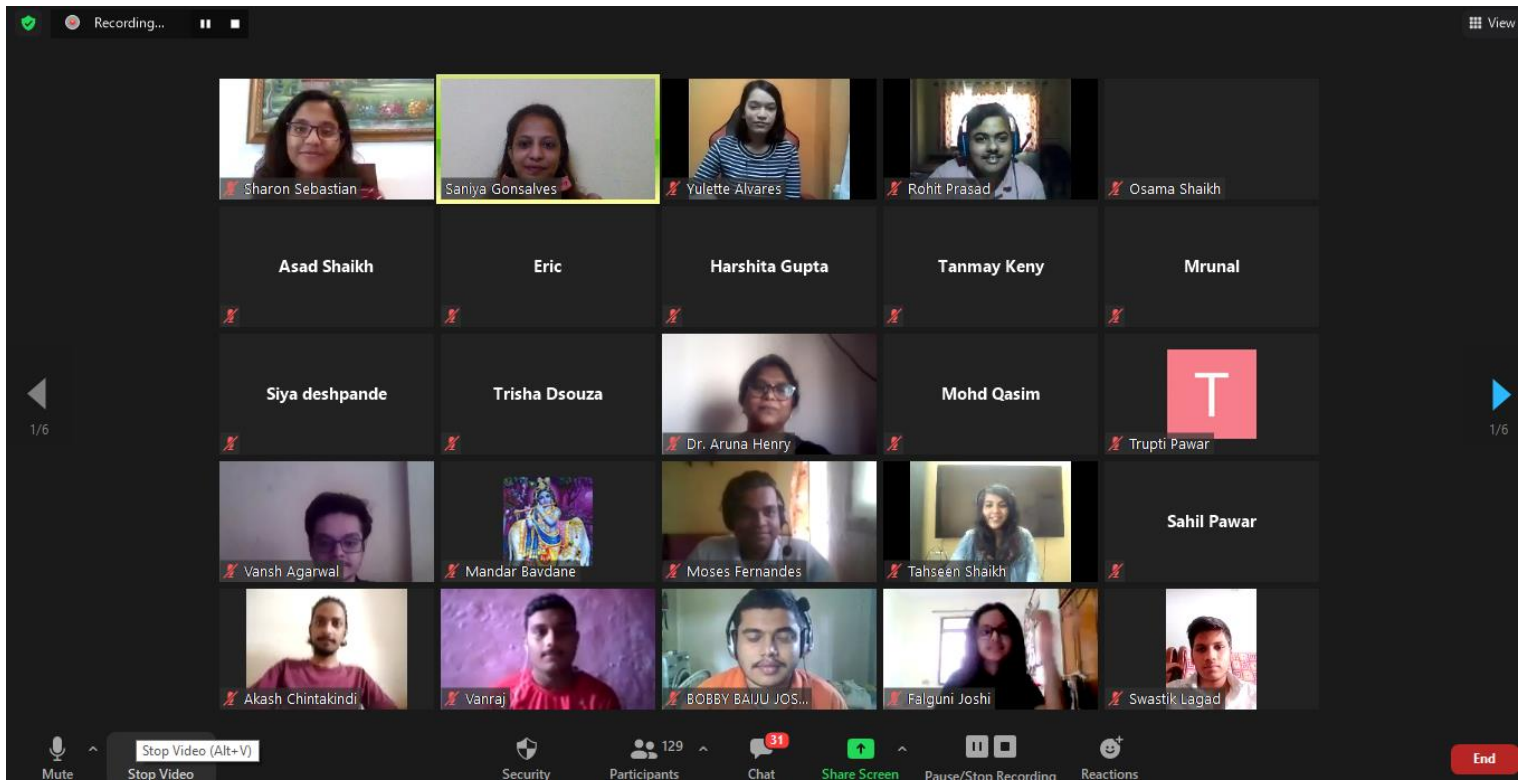 Recording...
View
Sharon Sebastian
Saniya Gonsalves
Yulette Alvares
Rohit Prasad
Osama Shaikh
Asad Shaikh
Eric
Harshita Gupta
Tanmay Keny
Mrunal
Siya deshpande
Trisha Dsouza
Dr. Aruna Henry
Mohd Qasim
T
Trupti Pawar
1/6
1/6
Vansh Agarwal
Mandar Bavdane
Moses Fernandes
Tahseen Shaikh
Sahil Pawar
Akash Chintakindi
Vanraj
BOBBY BAIJU JOS...
Falguni Joshi
Swastik Lagad
Stop Video (Alt+V)
129
31
Mute
Stop Video
Security
Participants
Chat
Share Screen
Pause/Stop Recording
Reactions
End